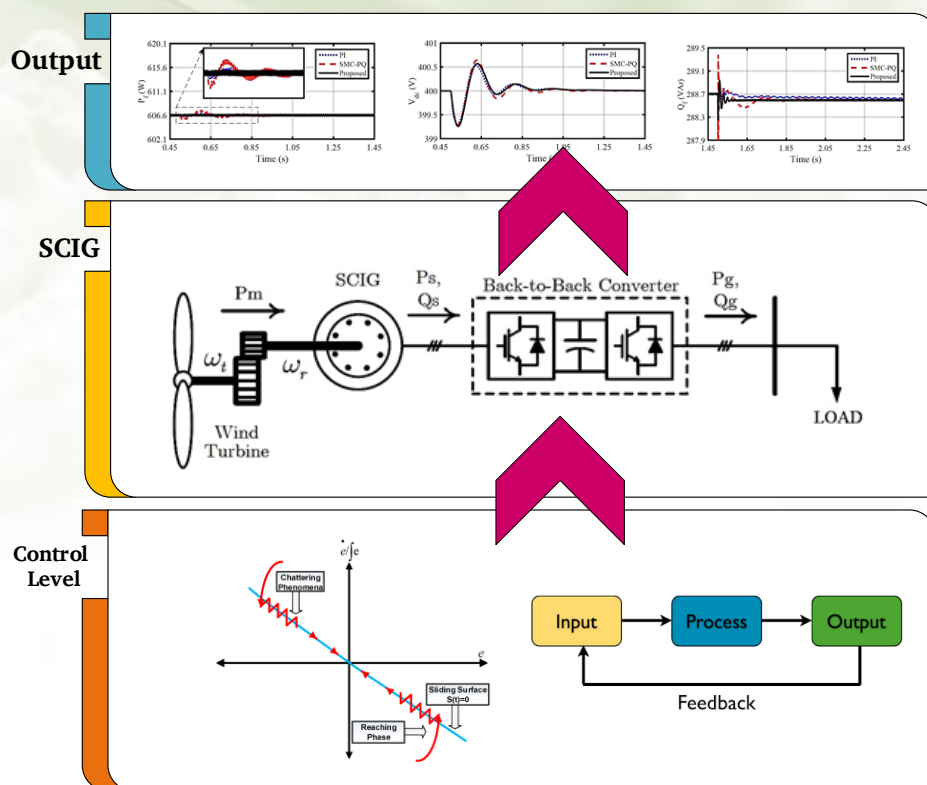 Output
620.1
615.6
611.1
606.6
602.1
P_f (W)
PI
SMC-PQ
Proposed
0.45 0.65 0.85 1.05 1.25 1.45
Time (s)
401
400.5
400
399.5
399
V_dc (V)
PI
SMC-PQ
Proposed
0.45 0.65 0.85 1.05 1.25 1.45
Time (s)
289.5
289.1
288.7
288.3
287.9
Q_f (VAr)
PI
SMC-PQ
Proposed
1.45 1.65 1.85 2.05 2.25 2.45
Time (s)
SCIG
Pm
SCIG
Ps,
Qs
Back-to-Back Converter
Pg,
Qg
ω_t
ω_r
Wind
Turbine
LOAD
Control
Level
ė/∫e
Chattering
Phenomena
e
Sliding Surface
S(t)=0
Reaching
Phase
Input
Process
Output
Feedback